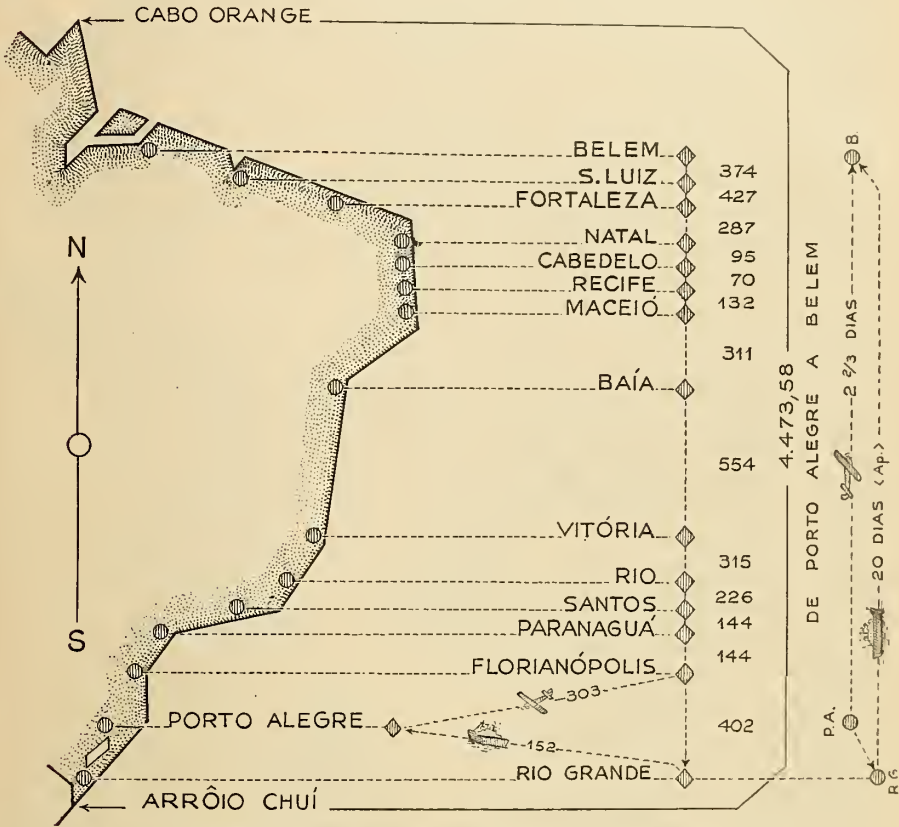 CABO ORANGE
BELEM
374
S.LUIZ
427
FORTALEZA
287
NATAL
95
CABEDELO
70
RECIFE
132
MACEIÓ
311
BAÍA
554
VITÓRIA
315
RIO
226
SANTOS
144
PARANAGUÁ
144
FLORIANÓPOLIS
303
PORTO ALEGRE
402
152
RIO GRANDE
ARRÔIO CHUÍ
N
S
4.473,58
DE PORTO ALEGRE A BELEM
B.
2 2/3 DIAS
20 DIAS (Ap.)
P.A.
R G